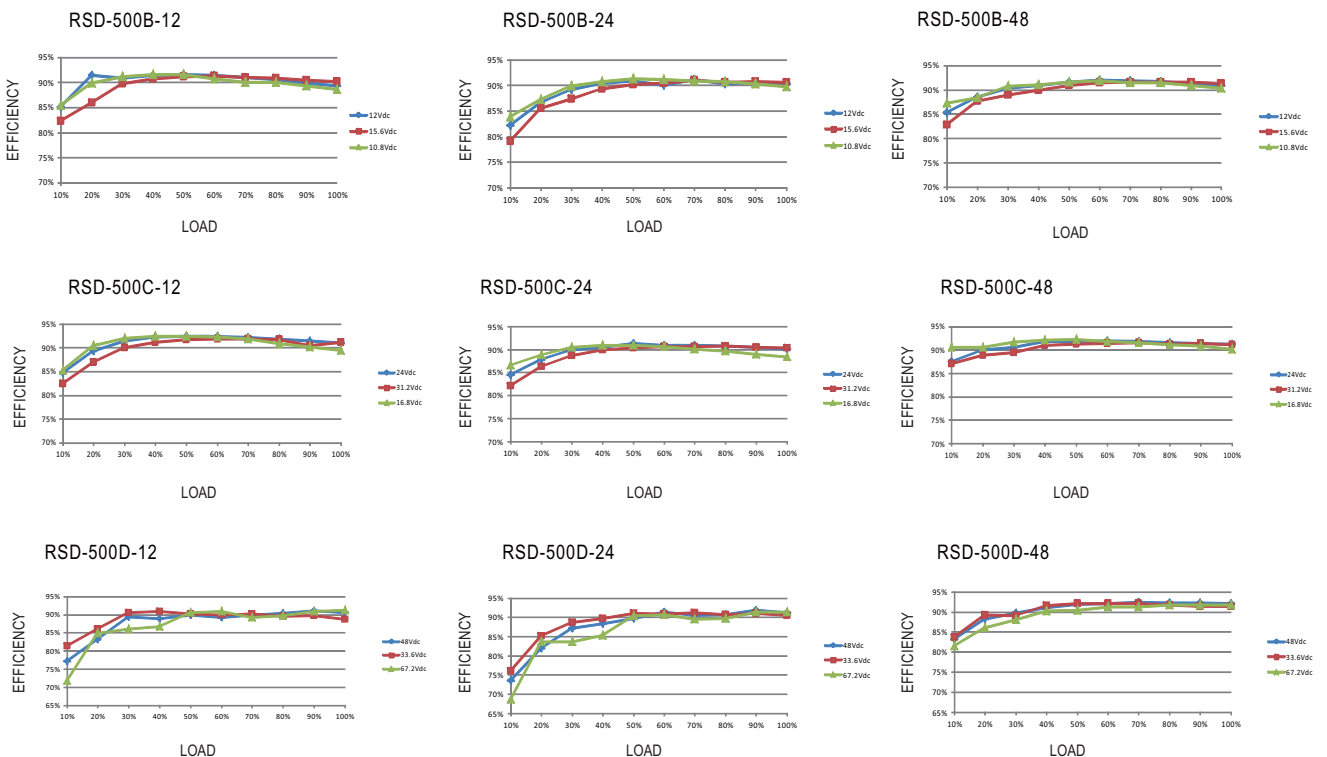 RSD-500B-12
EFFICIENCY
95%
90%
85%
80%
75%
70%
10% 20% 30% 40% 50% 60% 70% 80% 90% 100%
LOAD
12Vdc
15.6Vdc
10.8Vdc
RSD-500B-24
EFFICIENCY
95%
90%
85%
80%
75%
70%
10% 20% 30% 40% 50% 60% 70% 80% 90% 100%
LOAD
12Vdc
15.6Vdc
10.8Vdc
RSD-500B-48
EFFICIENCY
95%
90%
85%
80%
75%
70%
10% 20% 30% 40% 50% 60% 70% 80% 90% 100%
LOAD
12Vdc
15.6Vdc
10.8Vdc
RSD-500C-12
EFFICIENCY
95%
90%
85%
80%
75%
70%
10% 20% 30% 40% 50% 60% 70% 80% 90% 100%
LOAD
24Vdc
31.2Vdc
16.8Vdc
RSD-500C-24
EFFICIENCY
95%
90%
85%
80%
75%
70%
10% 20% 30% 40% 50% 60% 70% 80% 90% 100%
LOAD
24Vdc
31.2Vdc
16.8Vdc
RSD-500C-48
EFFICIENCY
95%
90%
85%
80%
75%
70%
10% 20% 30% 40% 50% 60% 70% 80% 90% 100%
LOAD
24Vdc
31.2Vdc
16.8Vdc
RSD-500D-12
EFFICIENCY
95%
90%
85%
80%
75%
70%
65%
10% 20% 30% 40% 50% 60% 70% 80% 90% 100%
LOAD
48Vdc
33.6Vdc
67.2Vdc
RSD-500D-24
EFFICIENCY
95%
90%
85%
80%
75%
70%
65%
10% 20% 30% 40% 50% 60% 70% 80% 90% 100%
LOAD
48Vdc
33.6Vdc
67.2Vdc
RSD-500D-48
EFFICIENCY
95%
90%
85%
80%
75%
70%
65%
10% 20% 30% 40% 50% 60% 70% 80% 90% 100%
LOAD
48Vdc
33.6Vdc
67.2Vdc